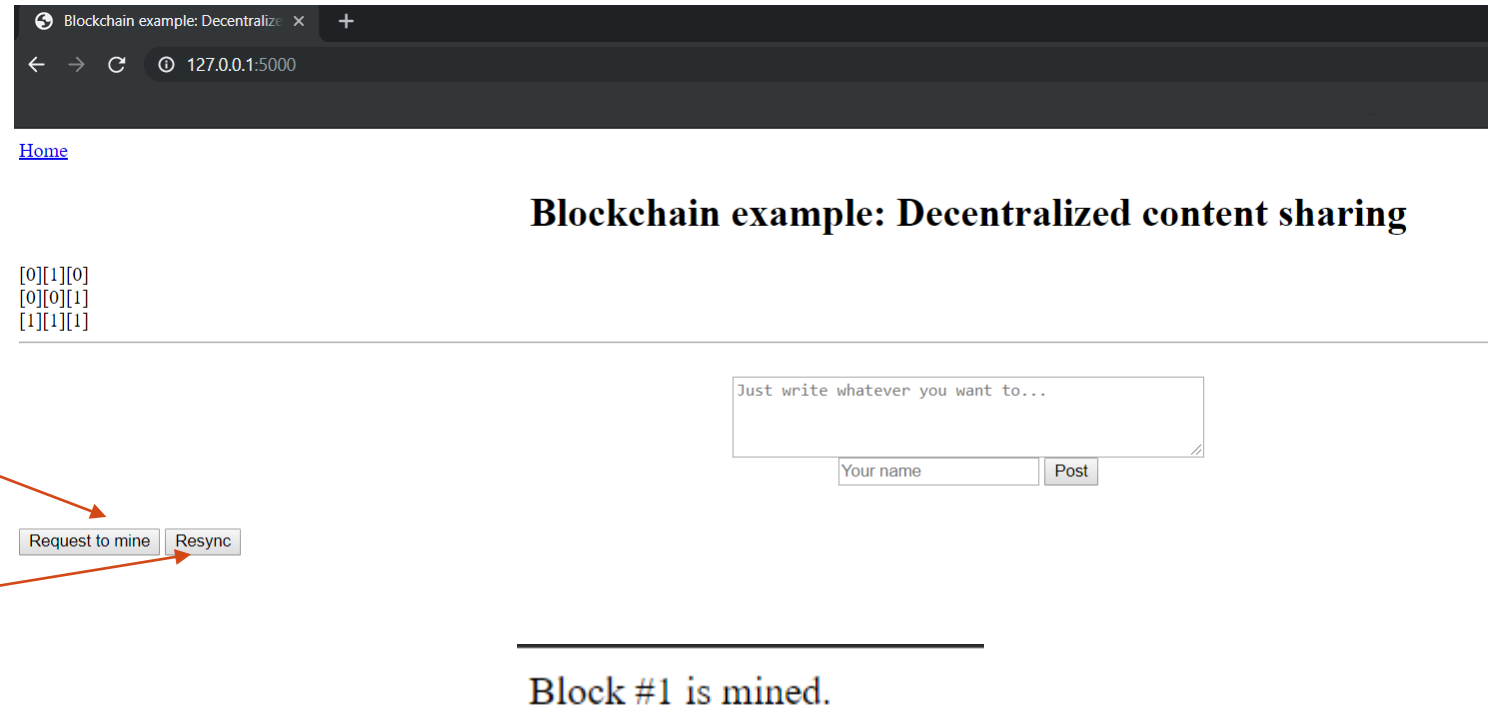 Blockchain example: Decentralize
127.0.0.1:5000
Home
Blockchain example: Decentralized content sharing
[0][1][0]
[0][0][1]
[1][1][1]
Just write whatever you want to...
Your name Post
Request to mine Resync
Block #1 is mined.